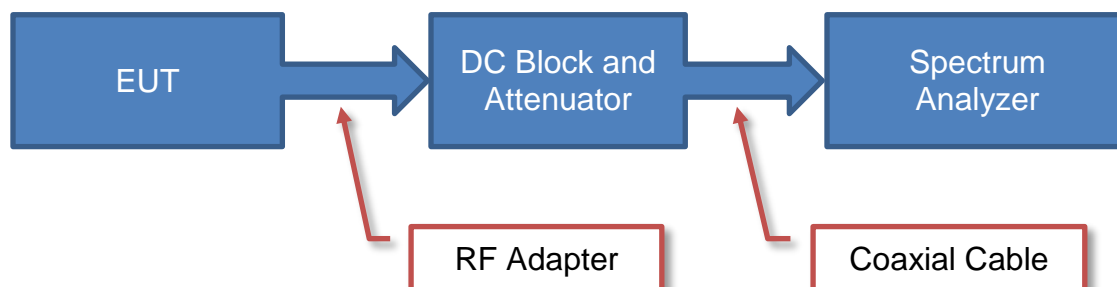 EUT
DC Block and
Attenuator
Spectrum
Analyzer
RF Adapter
Coaxial Cable